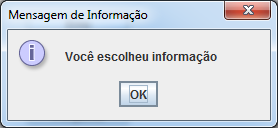 Mensagem de Informação
Você escolheu informação
OK